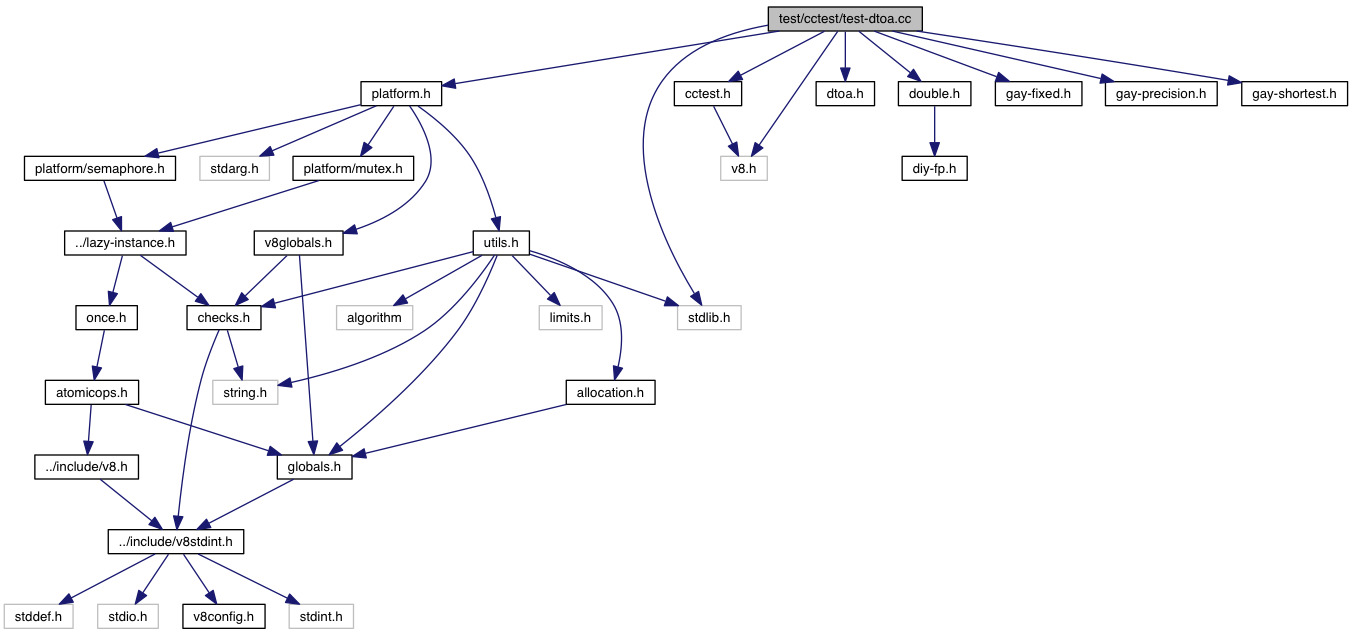 test/cctest/test-dtoa.cc
platform.h
cctest.h
dtoa.h
double.h
gay-fixed.h
gay-precision.h
gay-shortest.h
platform/semaphore.h
stdarg.h
platform/mutex.h
v8.h
diy-fp.h
../lazy-instance.h
v8globals.h
utils.h
once.h
checks.h
algorithm
limits.h
stdlib.h
atomicops.h
string.h
allocation.h
../include/v8.h
globals.h
../include/v8stdint.h
stddef.h
stdio.h
v8config.h
stdint.h